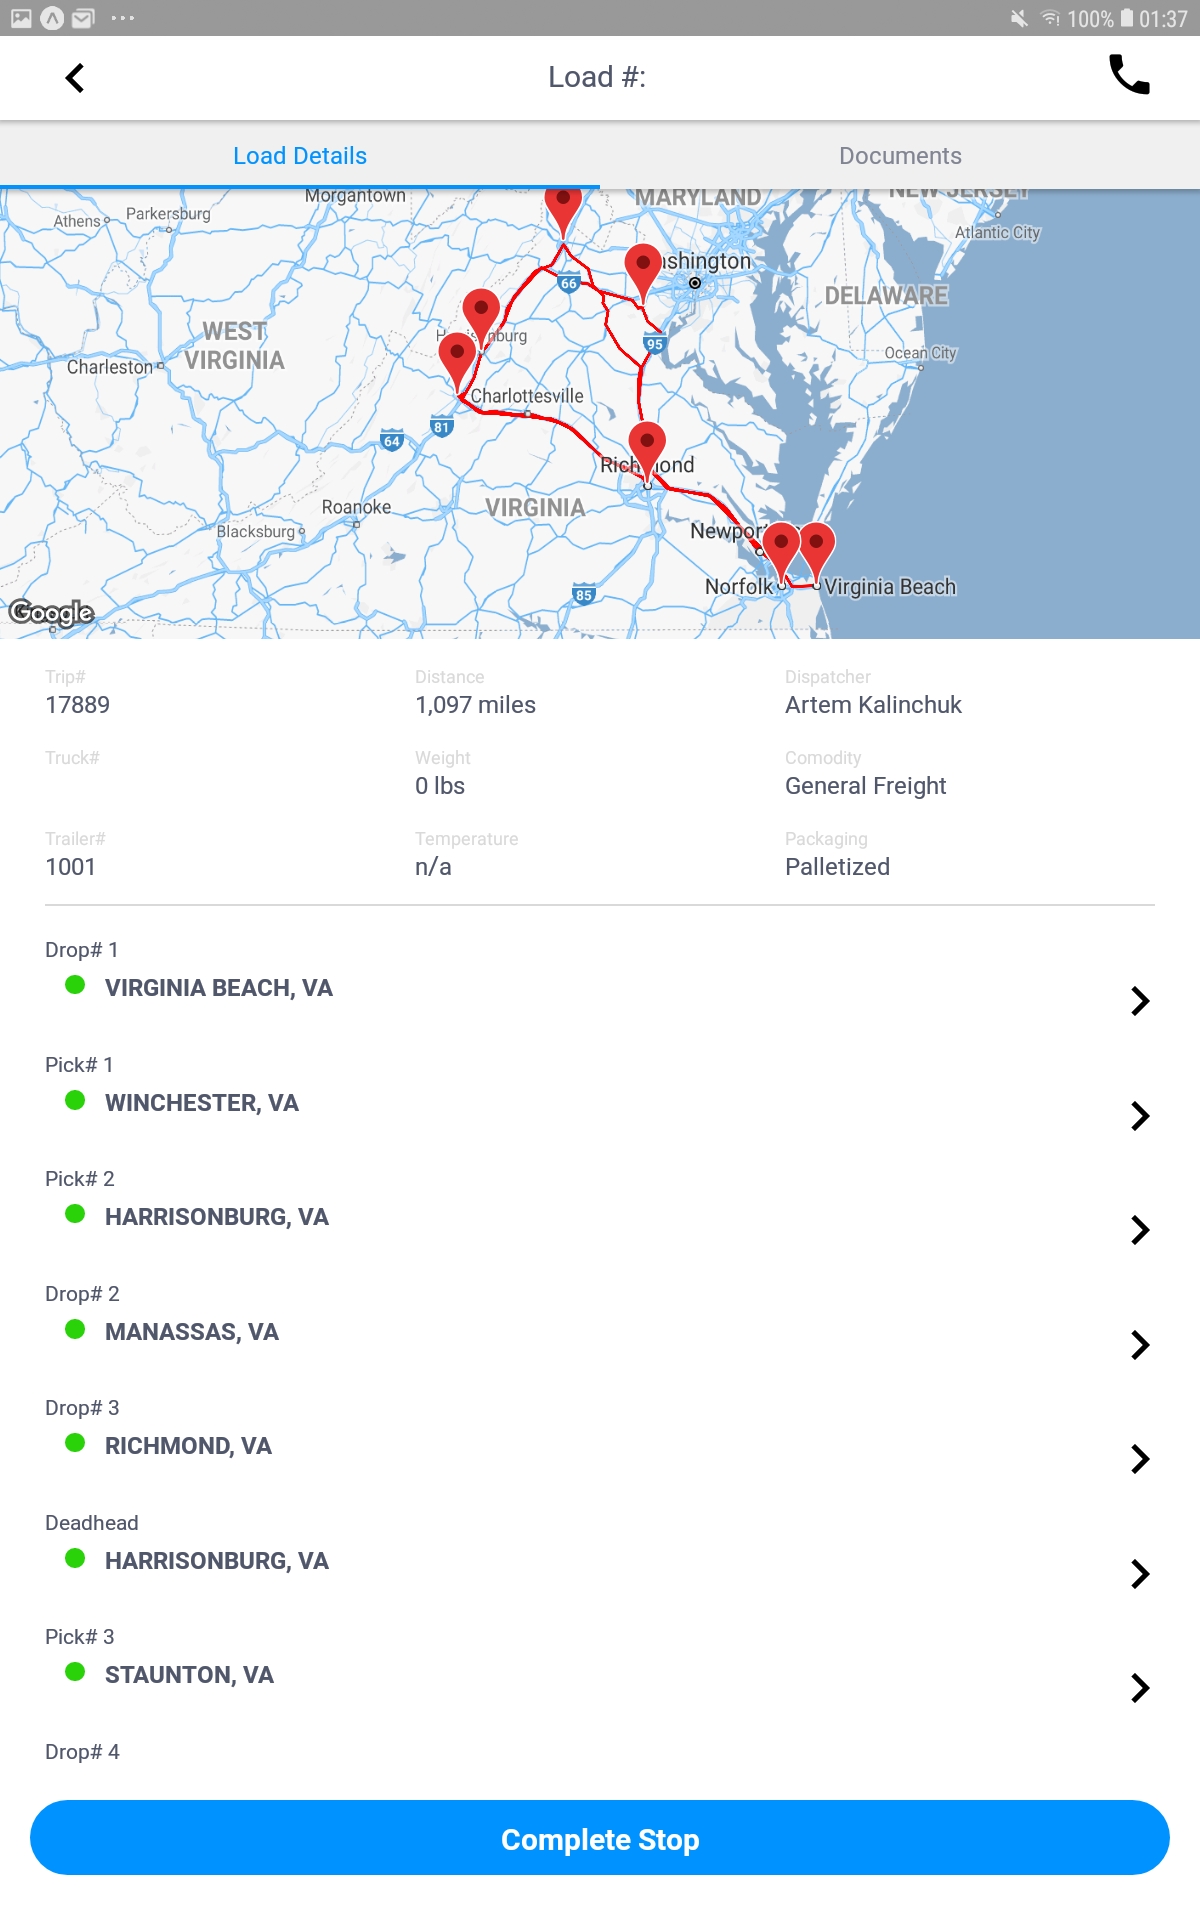 100% 01:37
Load #:
Load Details
Documents
Morgantown
MARYLAND
NEW JERSEY
Athens
Parkersburg
Atlantic City
66
ashington
DELAWARE
WEST
VIRGINIA
Charleston
nburg
95
Ocean City
Charlottesville
81
64
Richmond
Roanoke
VIRGINIA
Blacksburg
Newpor
85
Norfolk
Virginia Beach
Google
Trip#
Distance
Dispatcher
17889
1,097 miles
Artem Kalinchuk
Truck#
Weight
Comodity
0 lbs
General Freight
Trailer#
Temperature
Packaging
1001
n/a
Palletized
Drop# 1
VIRGINIA BEACH, VA
Pick# 1
WINCHESTER, VA
Pick# 2
HARRISONBURG, VA
Drop# 2
MANASSAS, VA
Drop# 3
RICHMOND, VA
Deadhead
HARRISONBURG, VA
Pick# 3
STAUNTON, VA
Drop# 4
Complete Stop